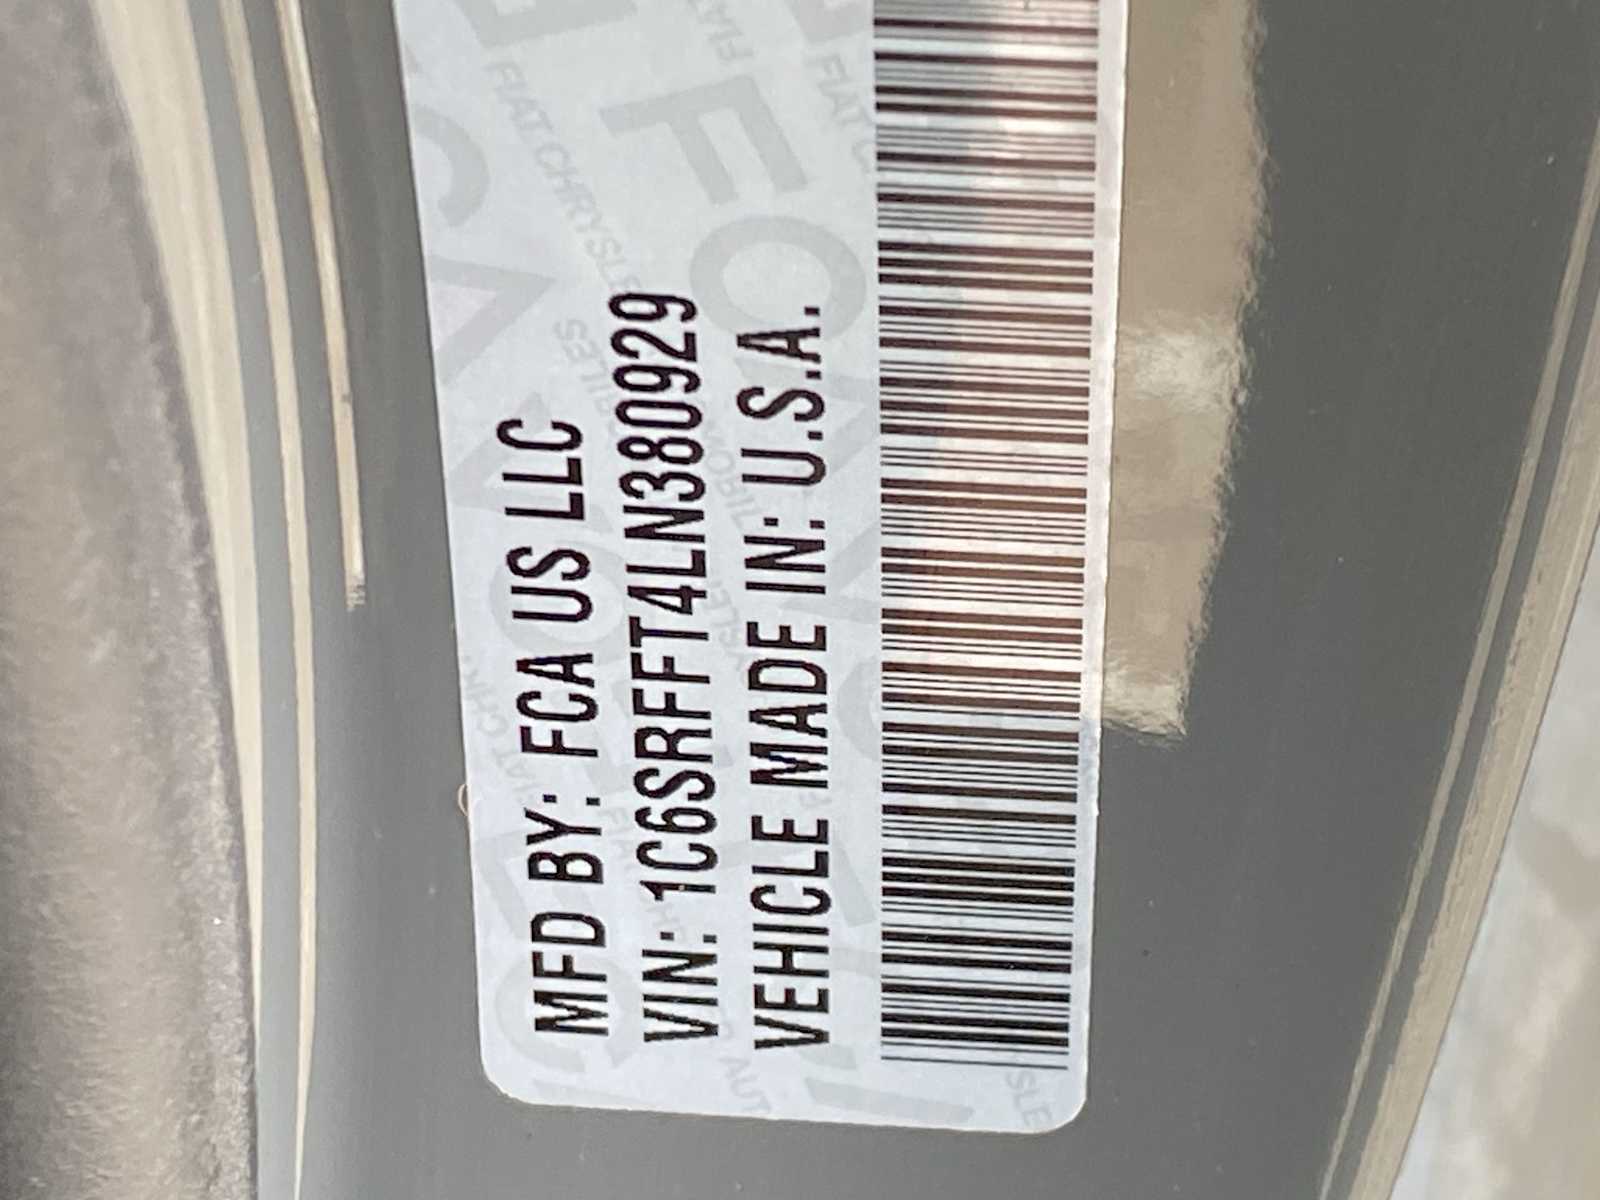 MFD BY: FCA US LLC
VIN: 1C6SRFFT4LN380929
VEHICLE MADE IN: U.S.A.